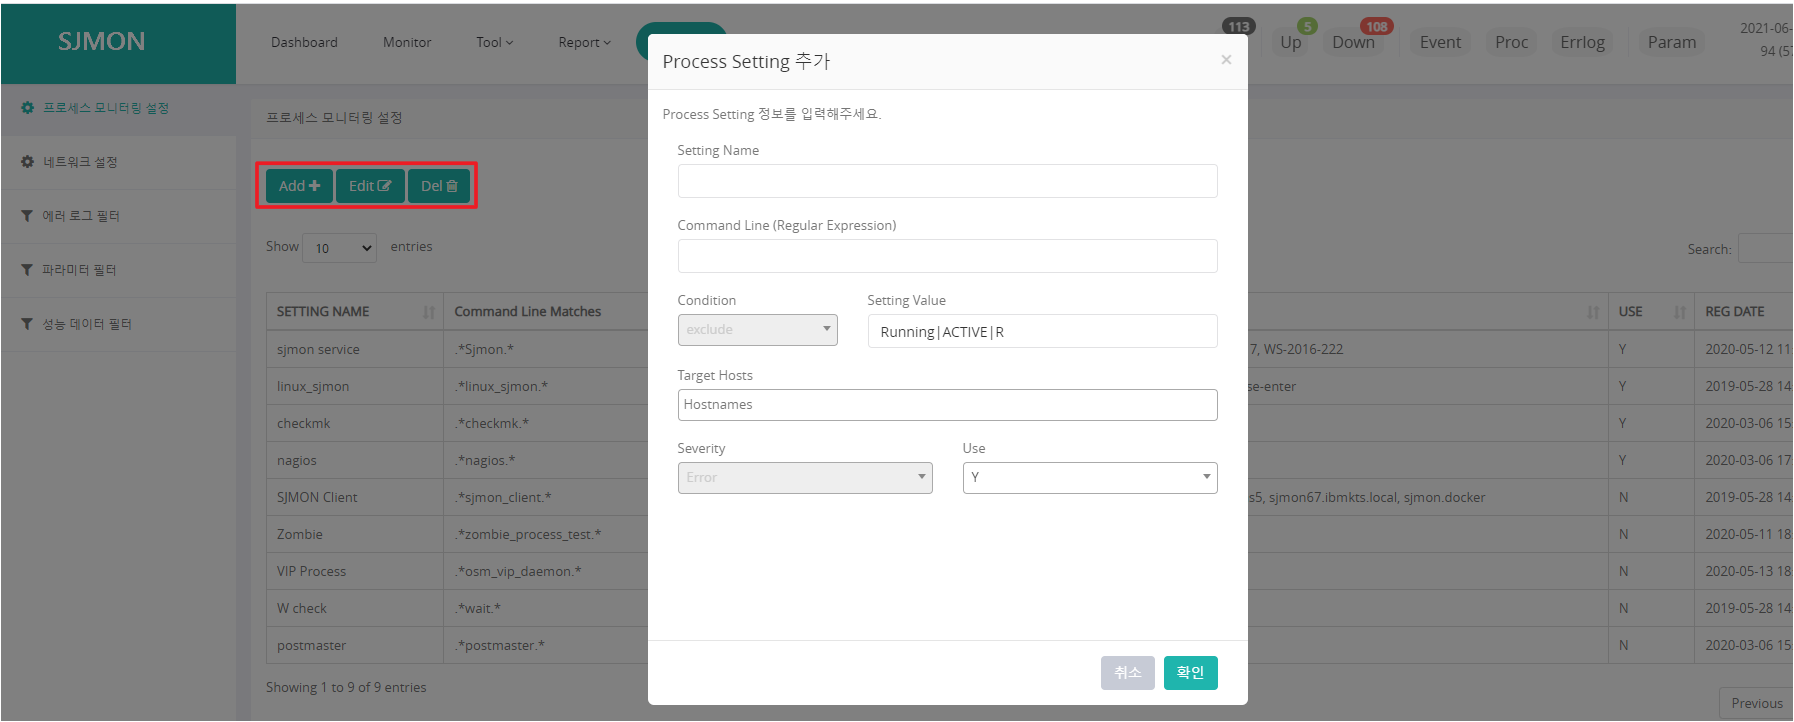 SJMON
Dashboard
Monitor
Tool
Report
113
Up
5
Down
108
Event
Proc
Errlog
Param
2021-06-
94 (57
프로세스 모니터링 설정
네트워크 설정
에러 로그 필터
파라미터 필터
성능 데이터 필터
프로세스 모니터링 설정
Add
Edit
Del
Show 10 entries
Search:
SETTING NAME Command Line Matches USE REG DATE
sjmon service .*Sjmon.* 7, WS-2016-222 Y 2020-05-12 11
linux_sjmon .*linux_sjmon.* se-enter Y 2019-05-28 14
checkmk .*checkmk.* Y 2020-03-06 15
nagios .*nagios.* Y 2020-03-06 17
SJMON Client .*sjmon_client.* s5, sjmon67.ibmkts.local, sjmon.docker N 2019-05-28 14
Zombie .*zombie_process_test.* N 2020-05-11 18
VIP Process .*osm_vip_daemon.* N 2020-05-13 18
W check .*wait.* N 2019-05-28 14
postmaster .*postmaster.* N 2020-03-06 15
Showing 1 to 9 of 9 entries
Previous
Process Setting 추가
×
Process Setting 정보를 입력해주세요.
Setting Name
Command Line (Regular Expression)
Condition Setting Value
exclude Running|ACTIVE|R
Target Hosts
Hostnames
Severity Use
Error Y
취소 확인